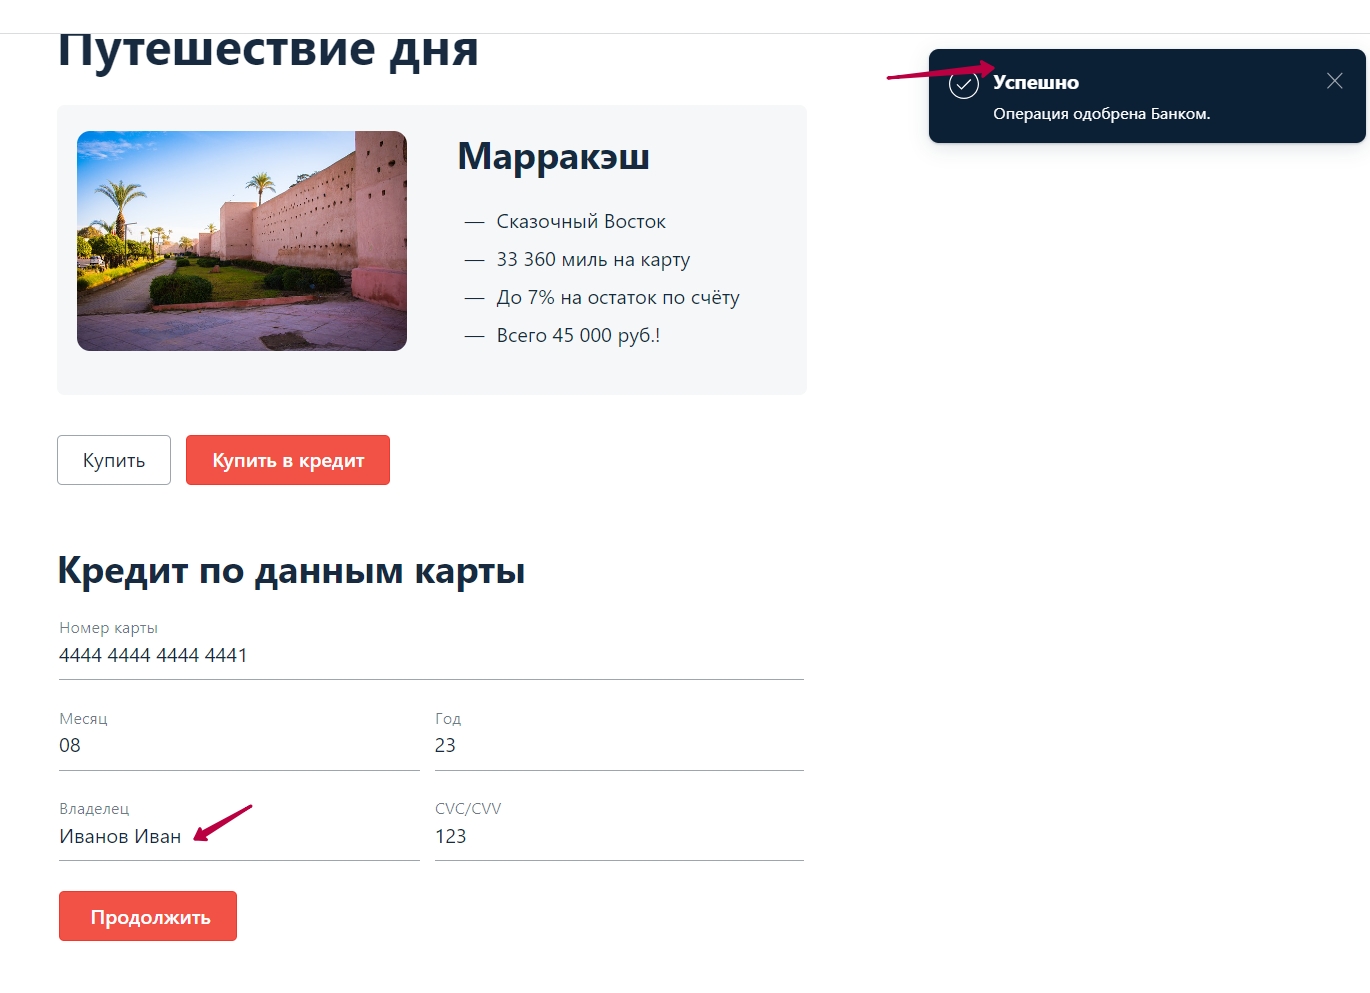 Путешествие дня
Успешно
Операция одобрена Банком.
Марракэш
— Сказочный Восток
— 33 360 миль на карту
— До 7% на остаток по счёту
— Всего 45 000 руб.!
Купить
Купить в кредит
Кредит по данным карты
Номер карты
4444 4444 4444 4441
Месяц
Год
08
23
Владелец
CVC/CVV
Иванов Иван
123
Продолжить